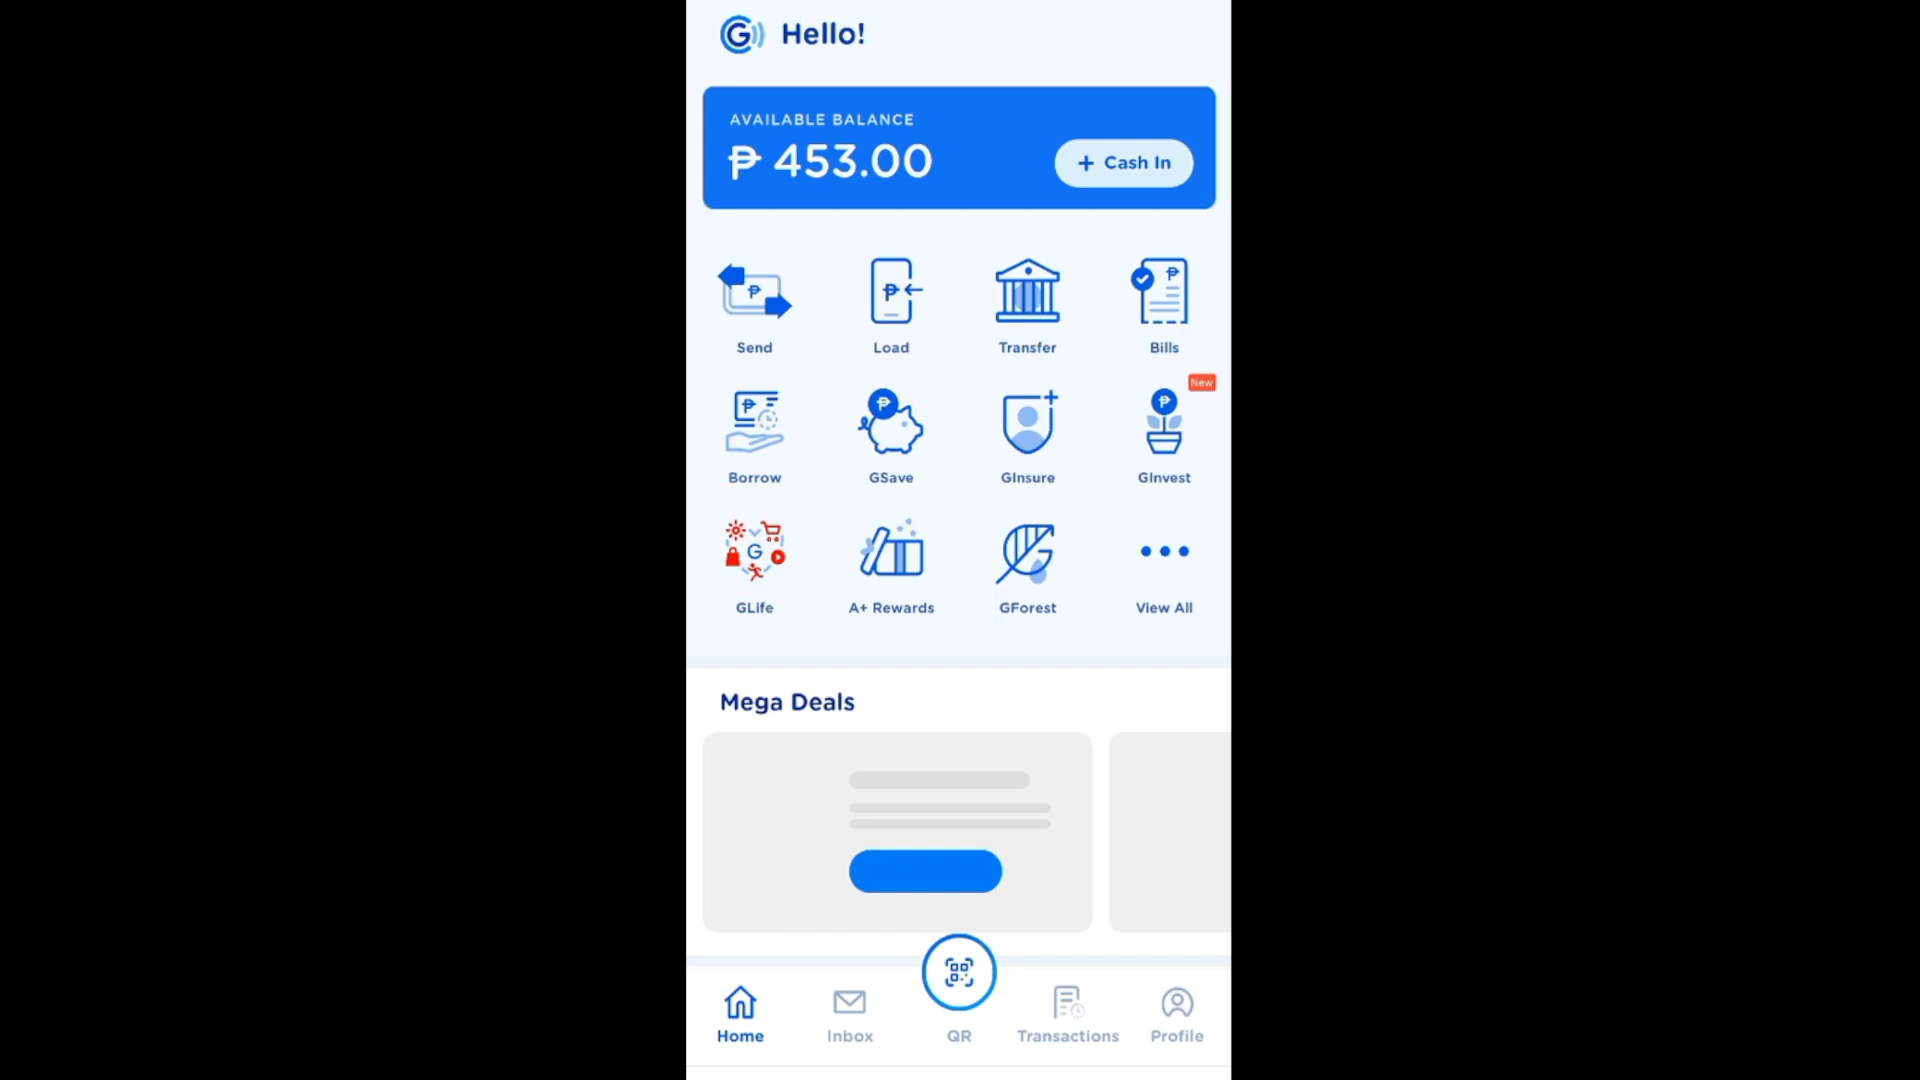 G Hello!
AVAILABLE BALANCE
₱ 453.00
+ Cash In
Send
Load
Transfer
Bills
New
Borrow
GSave
GInsure
GInvest
GLife
A+ Rewards
GForest
View All
Mega Deals
Home
Inbox
QR
Transactions
Profile